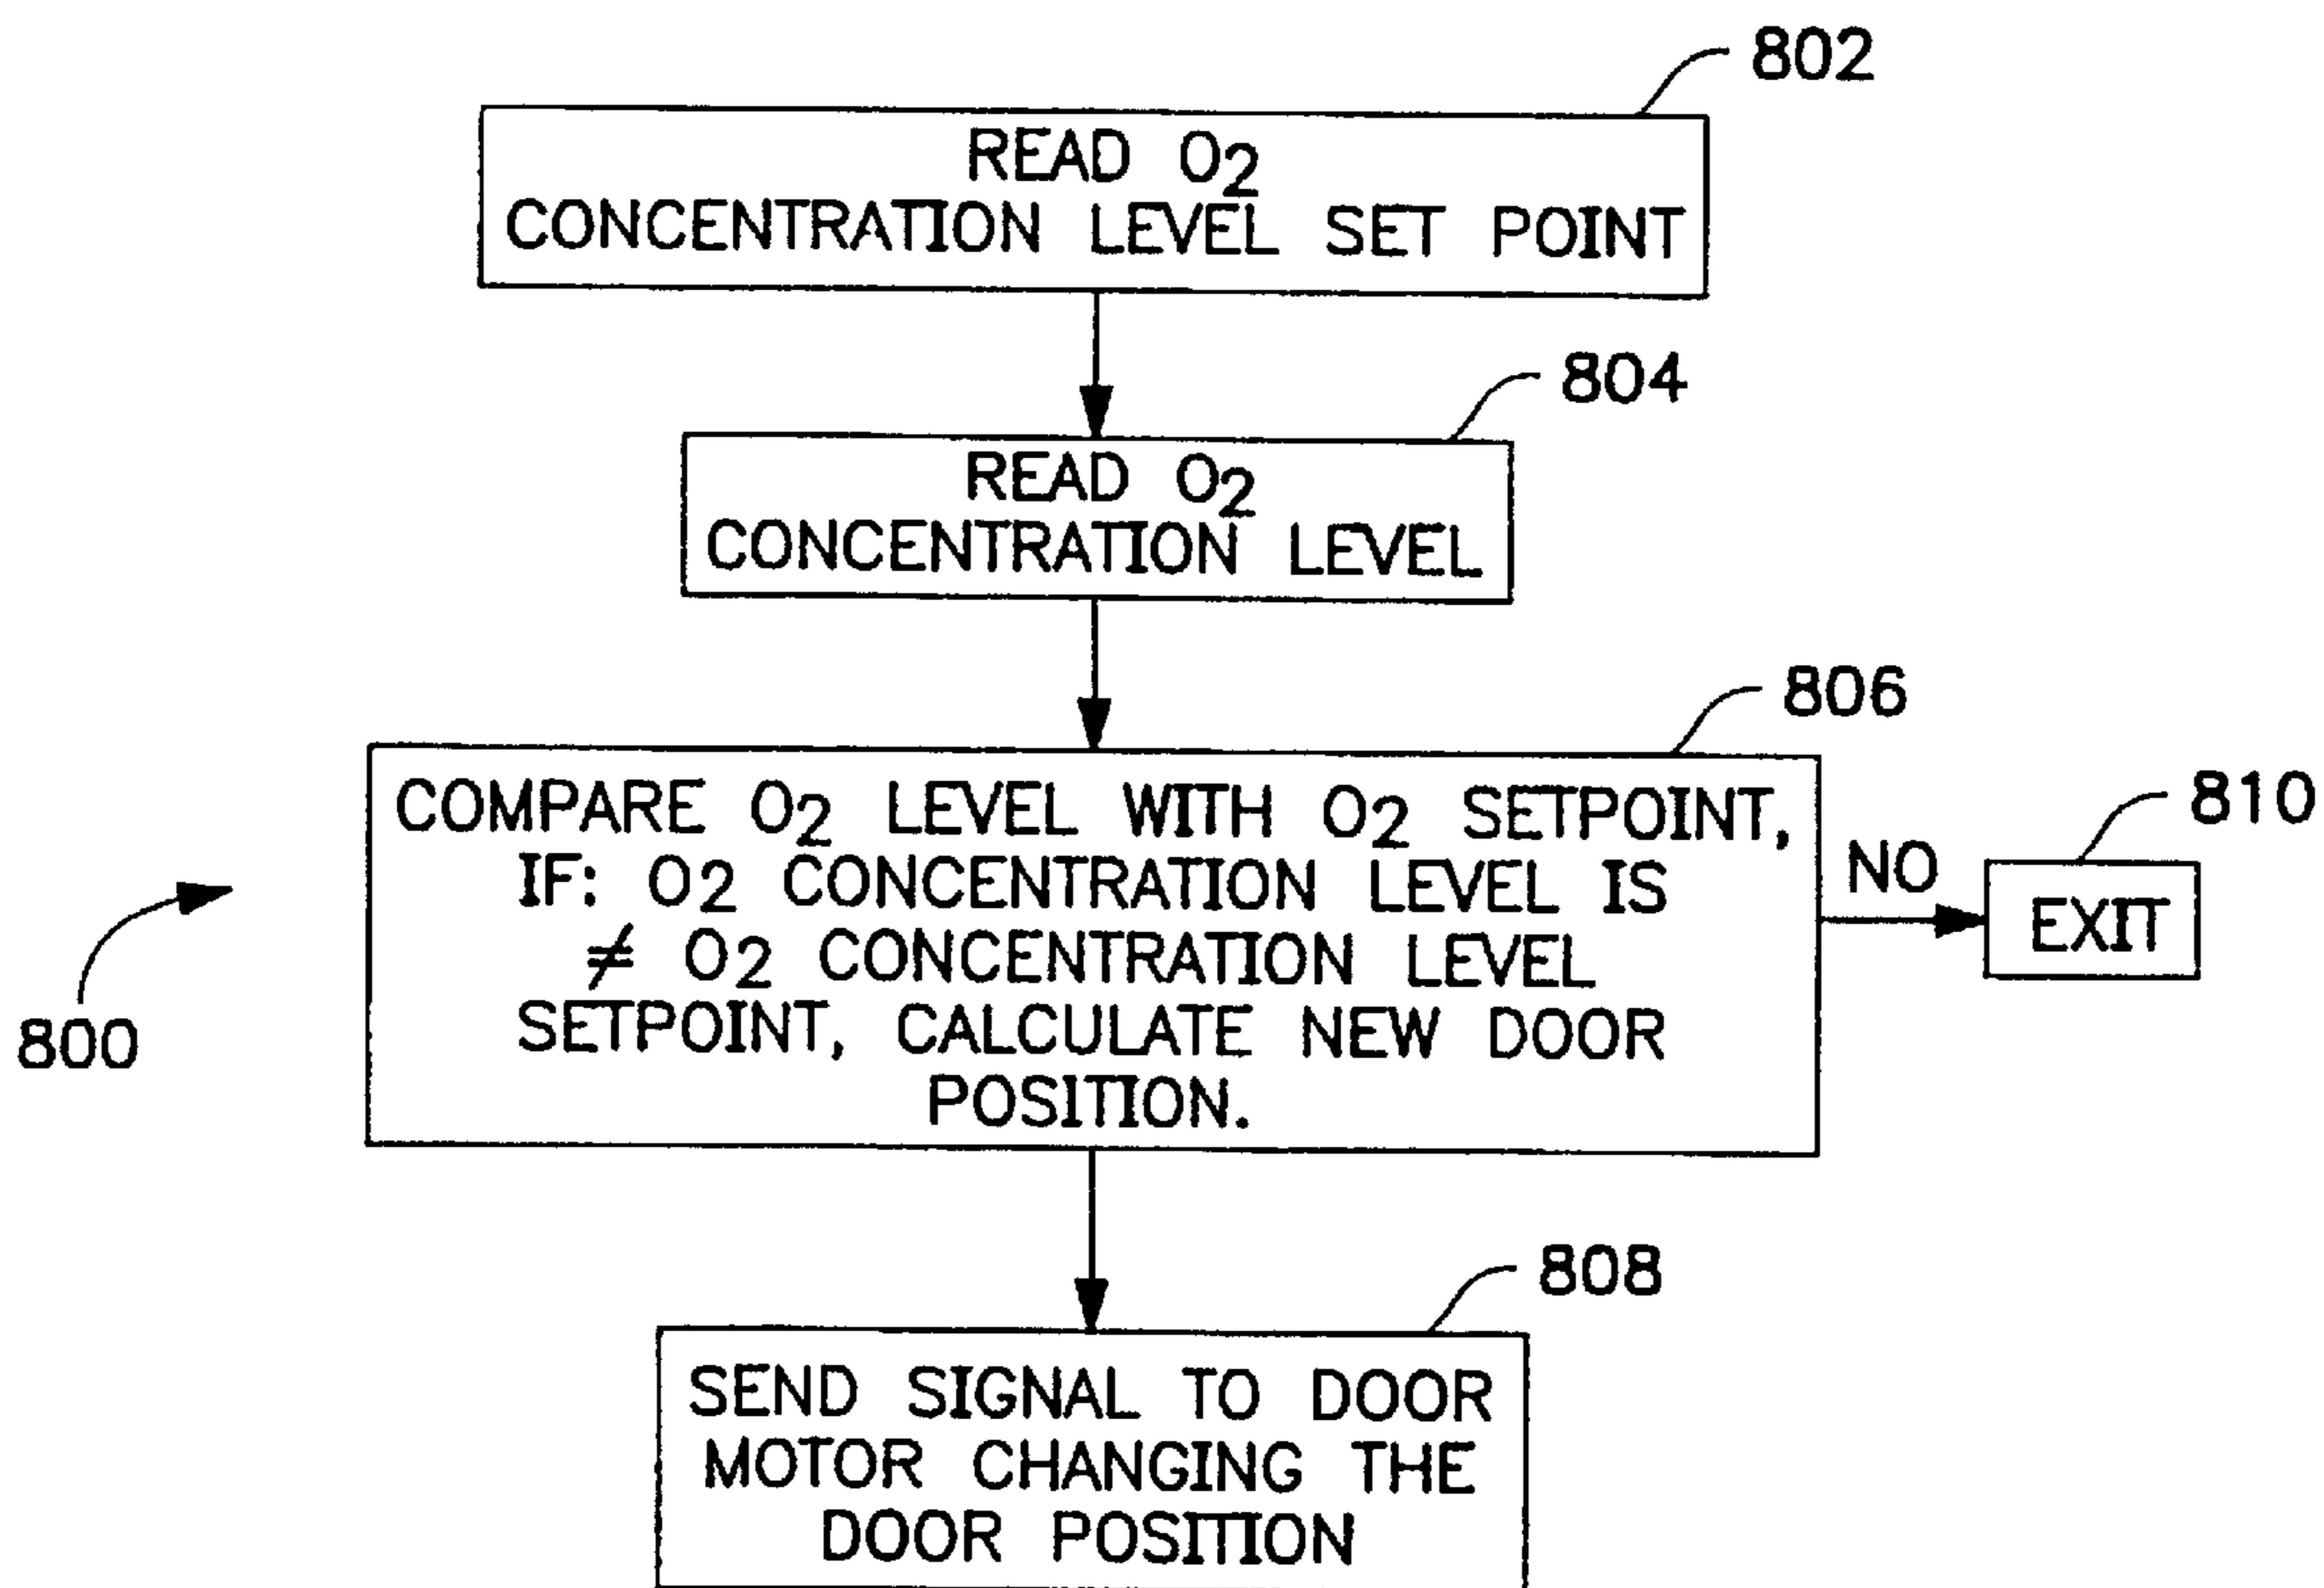 802
READ O2
CONCENTRATION LEVEL SET POINT
804
READ O2
CONCENTRATION LEVEL
806
COMPARE O2 LEVEL WITH O2 SETPOINT,
IF: O2 CONCENTRATION LEVEL IS
≠ O2 CONCENTRATION LEVEL
SETPOINT, CALCULATE NEW DOOR
POSITION.
810
NO
EXIT
800
808
SEND SIGNAL TO DOOR
MOTOR CHANGING THE
DOOR POSITION